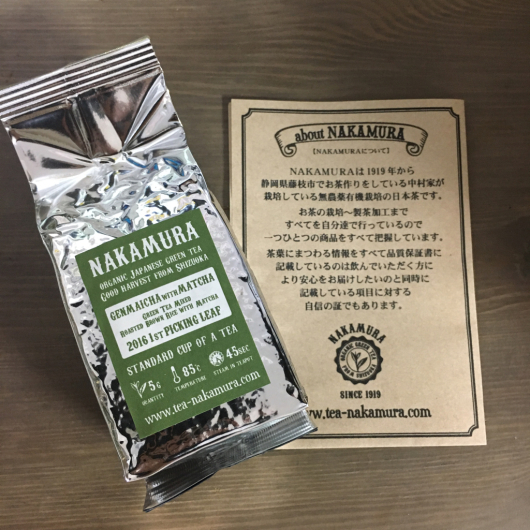 NAKAMURA
ORGANIC JAPANESE GREEN TEA
GOOD HARVEST FROM SHIZUOKA
GENMAICHA WITH MATCHA
GREEN TEA MIXED
ROASTED BROWN RICE WITH MATCHA
2016 1ST PICKING LEAF
STANDARD CUP OF A TEA
5G
QUANTITY
85℃
TEMPERATURE
45SEC
STEAM IN TEAPOT
www.tea-nakamura.com
about NAKAMURA
【NAKAMURAについて】
NAKAMURAは1919年から
静岡県藤枝市でお茶作りをしている中村家が
栽培している無農薬有機栽培の日本茶です。
お茶の栽培〜製茶加工まで
すべてを自分達で行っているので
一つひとつの商品をすべて把握しています。
茶葉にまつわる情報をすべて品質保証書に
記載しているのは飲んでいただく方に
より安心をお届けしたいのと同時に
記載している項目に対する
自信の証でもあります。
NAKAMURA
ORGANIC GREEN TEA
FROM SHIZUOKA
SINCE 1919
www.tea-nakamura.com